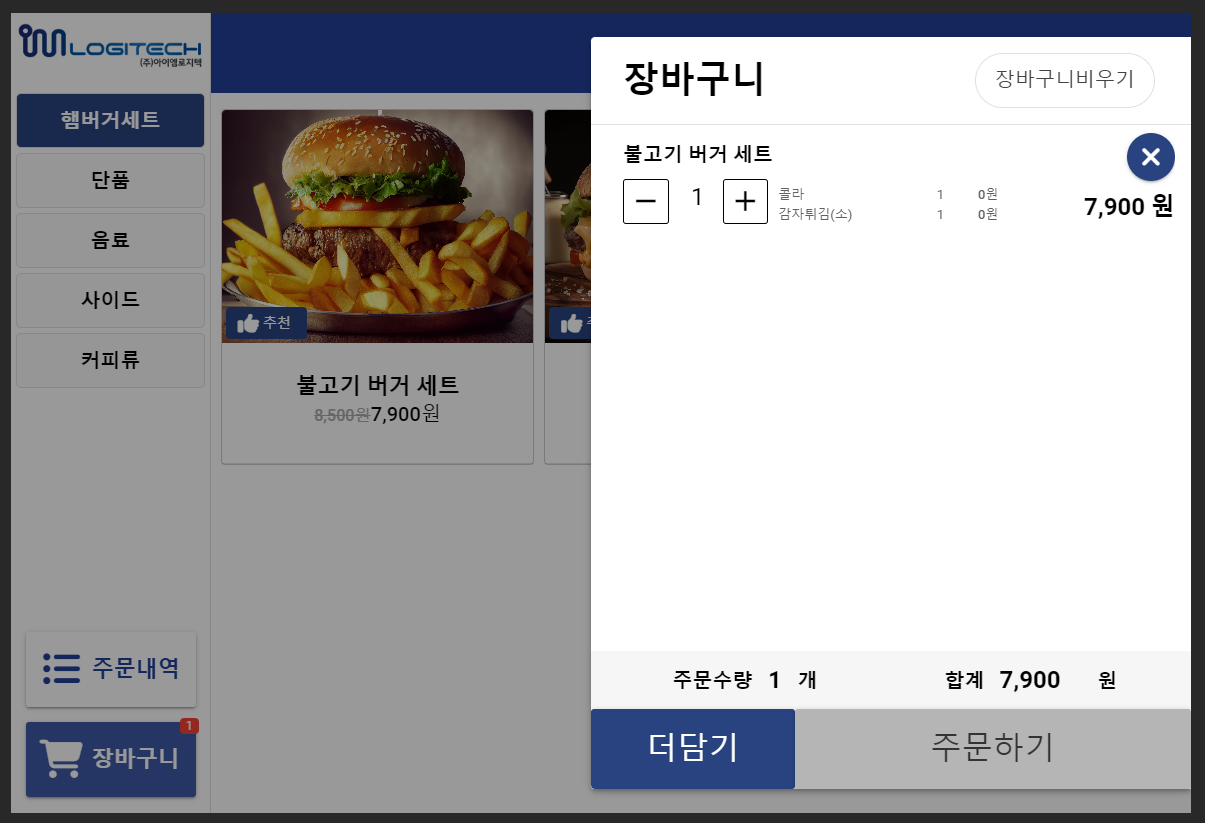 LOGITECH
(주)아이엠로지텍
햄버거세트
단품
음료
사이드
커피류
주문내역
1
장바구니
추천
불고기 버거 세트
8,500원7,900원
장바구니
장바구니비우기
불고기 버거 세트
1
콜라 1 0원
감자튀김(소) 1 0원
7,900 원
주문수량 1 개
합계 7,900 원
더담기
주문하기